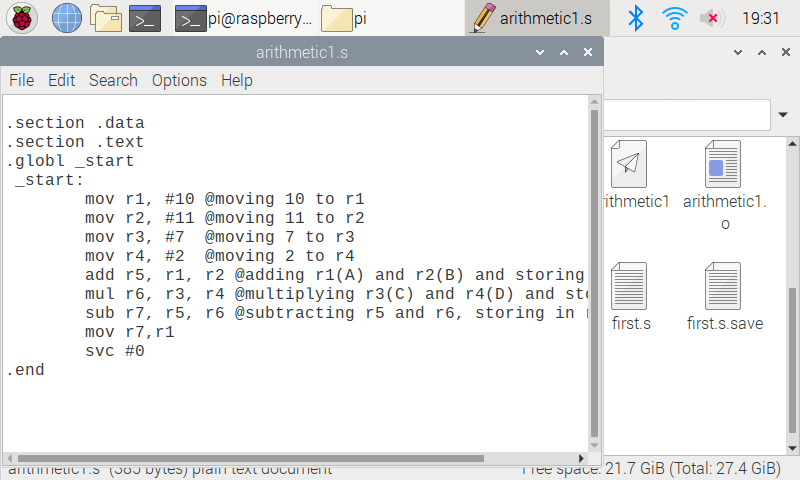 pi@raspberry... pi arithmetic1.s 19:31
arithmetic1.s
File Edit Search Options Help
.section .data
.section .text
.globl _start
_start:
mov r1, #10 @moving 10 to r1
mov r2, #11 @moving 11 to r2
mov r3, #7 @moving 7 to r3
mov r4, #2 @moving 2 to r4
add r5, r1, r2 @adding r1(A) and r2(B) and storing
mul r6, r3, r4 @multiplying r3(C) and r4(D) and sto
sub r7, r5, r6 @subtracting r5 and r6, storing in r
mov r7,r1
svc #0
.end
rithmetic1
arithmetic1.
o
first.s
first.s.save
"arithmetic1.s" (385 bytes) plain text document
Free space: 21.7 GiB (Total: 27.4 GiB)